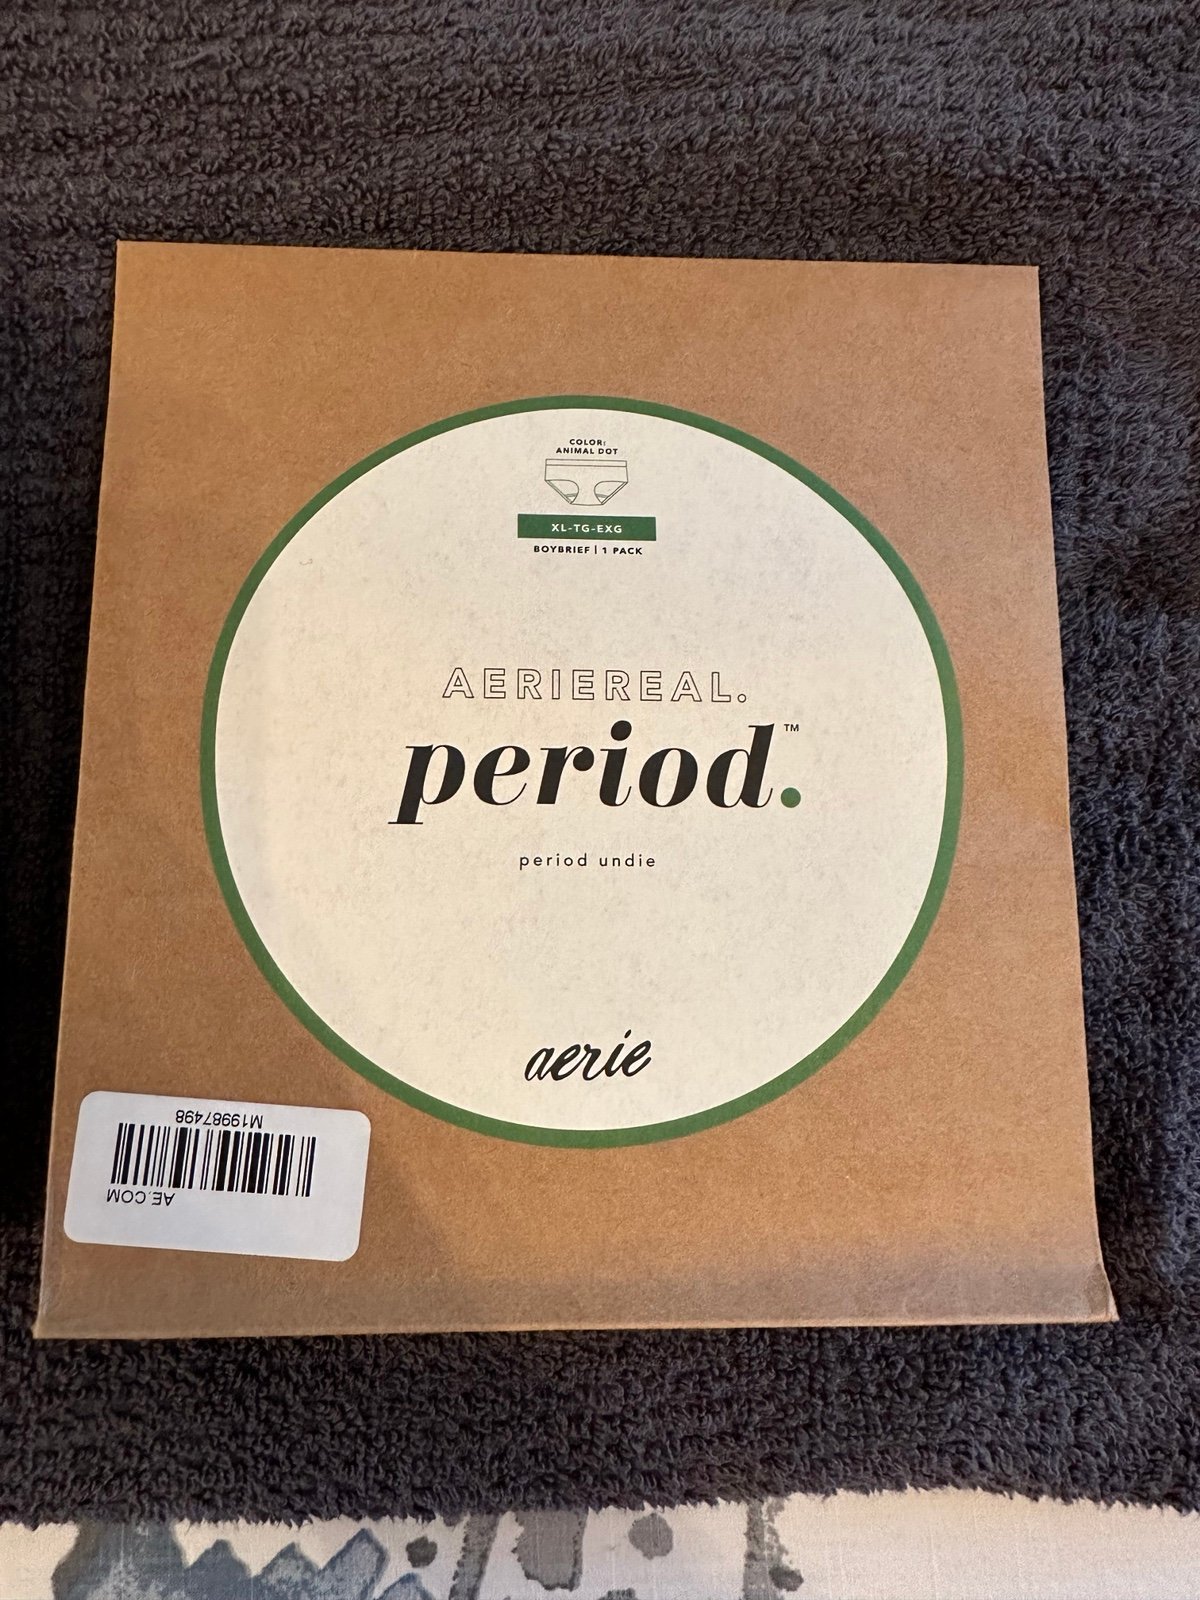 COLOR:
ANIMAL DOT
XL-TG-EXG
BOYBRIEF | 1 PACK
AERIEREAL.
period.™
period undie
aerie
AE.COM
M19987498